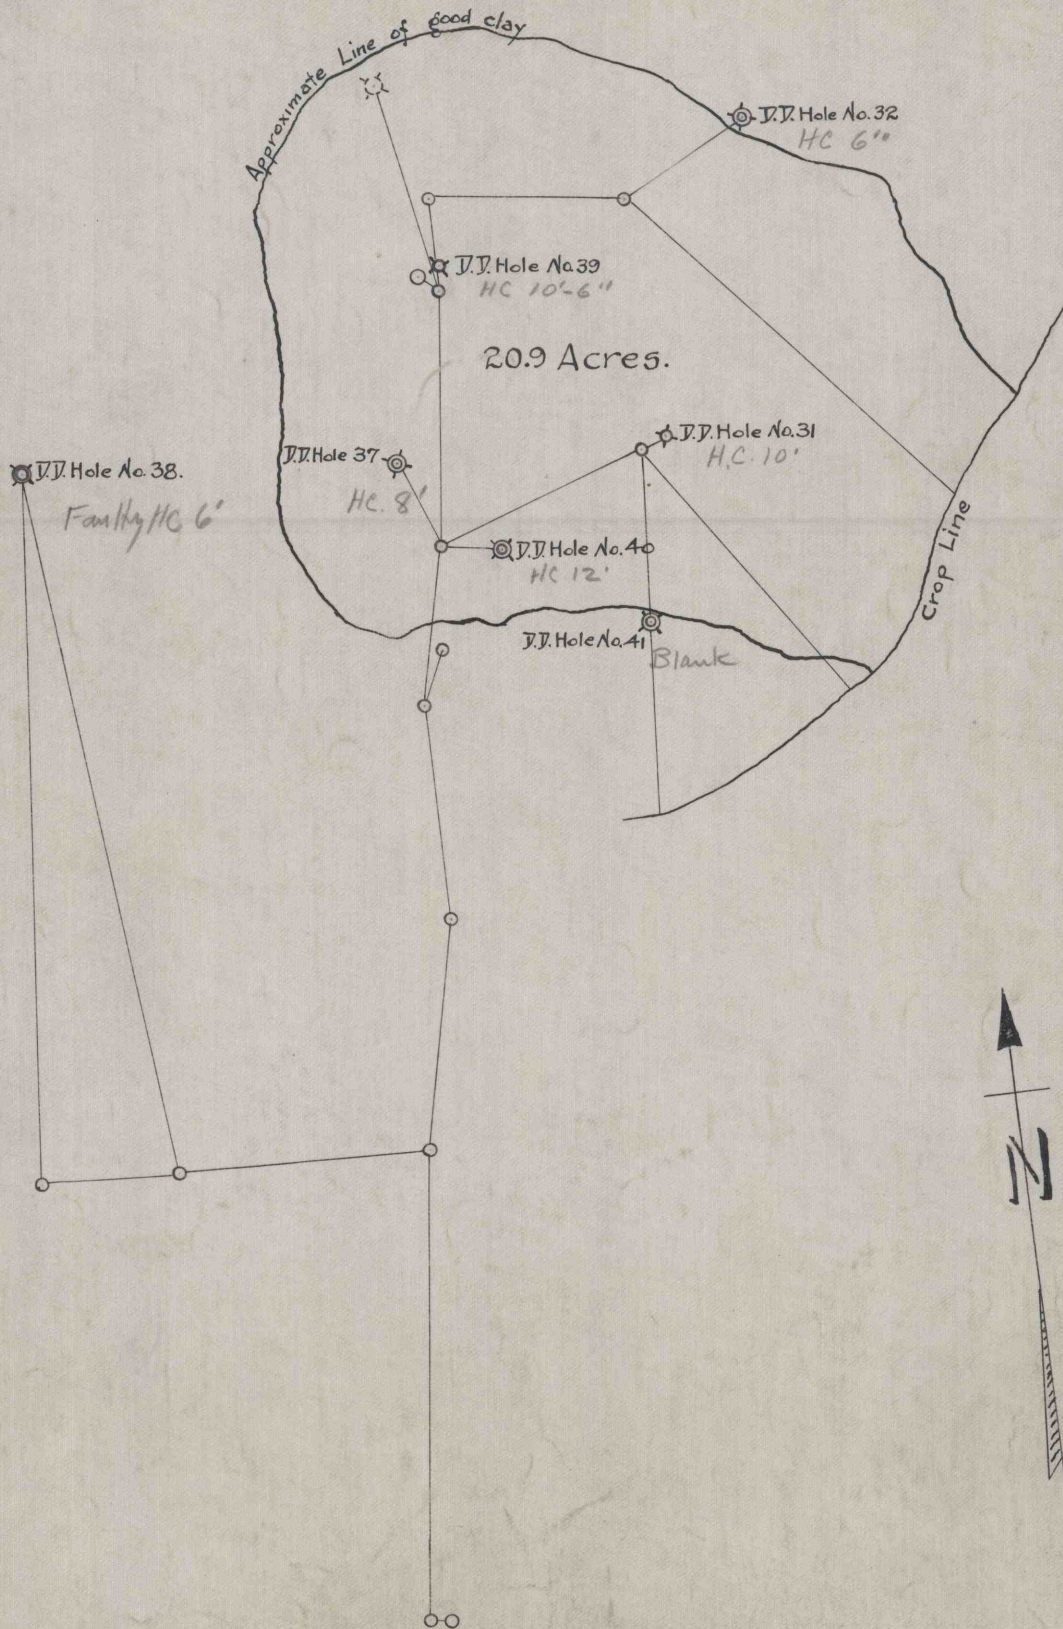 Approximate Line of good clay
D.D. Hole No. 32
HC 6"
D.D. Hole No. 39
HC 10'-6"
20.9 Acres.
D.D. Hole No. 31
H.C. 10'
D.D. Hole 37
HC. 8'
D.D. Hole No. 38.
HC 6'
D.D. Hole No. 40
HC 12'
Crop Line
D.D. Hole No. 41
Blank
N